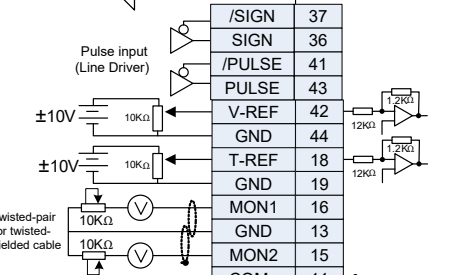 /SIGN 37
SIGN 36
Pulse input
(Line Driver)
/PULSE 41
PULSE 43
±10V 10KΩ V-REF 42 12KΩ 1.2KΩ
GND 44
±10V 10KΩ T-REF 18 12KΩ 1.2KΩ
GND 19
10KΩ V MON1 16
wisted-pair
or twisted-
ielded cable
GND 13
10KΩ V MON2 15